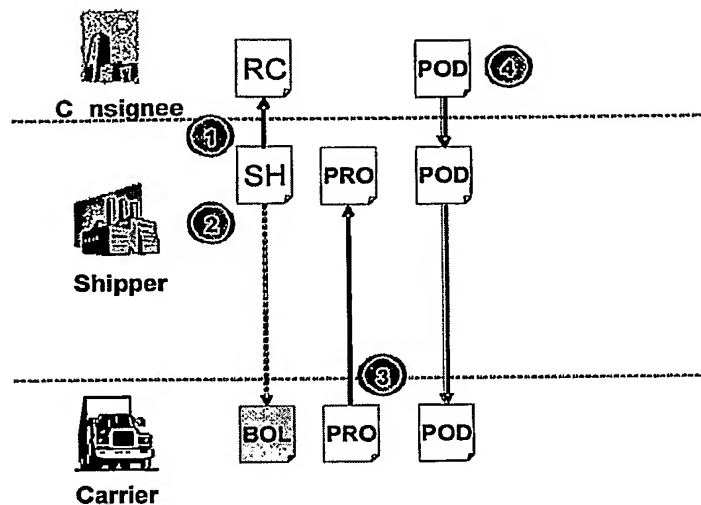 RC
POD
4
C nsignee
1
SH
PRO
POD
2
Shipper
3
BOL
PRO
POD
Carrier